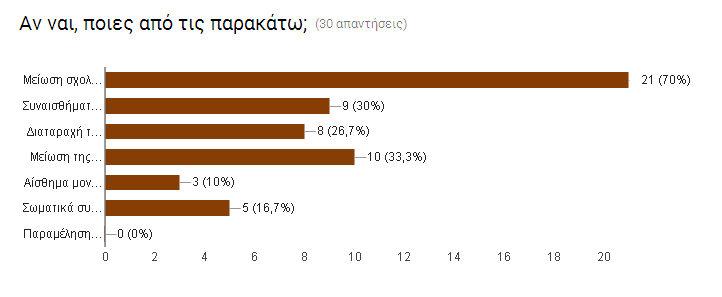 Αν ναι, ποιες από τις παρακάτω; (30 απαντήσεις)
Μείωση σχολ... 21 (70%)
Συναισθήματ... 9 (30%)
Διαταραχή τ... 8 (26,7%)
Μείωση της... 10 (33,3%)
Αίσθημα μον... 3 (10%)
Σωματικά συ... 5 (16,7%)
Παραμέληση... 0 (0%)
0 2 4 6 8 10 12 14 16 18 20